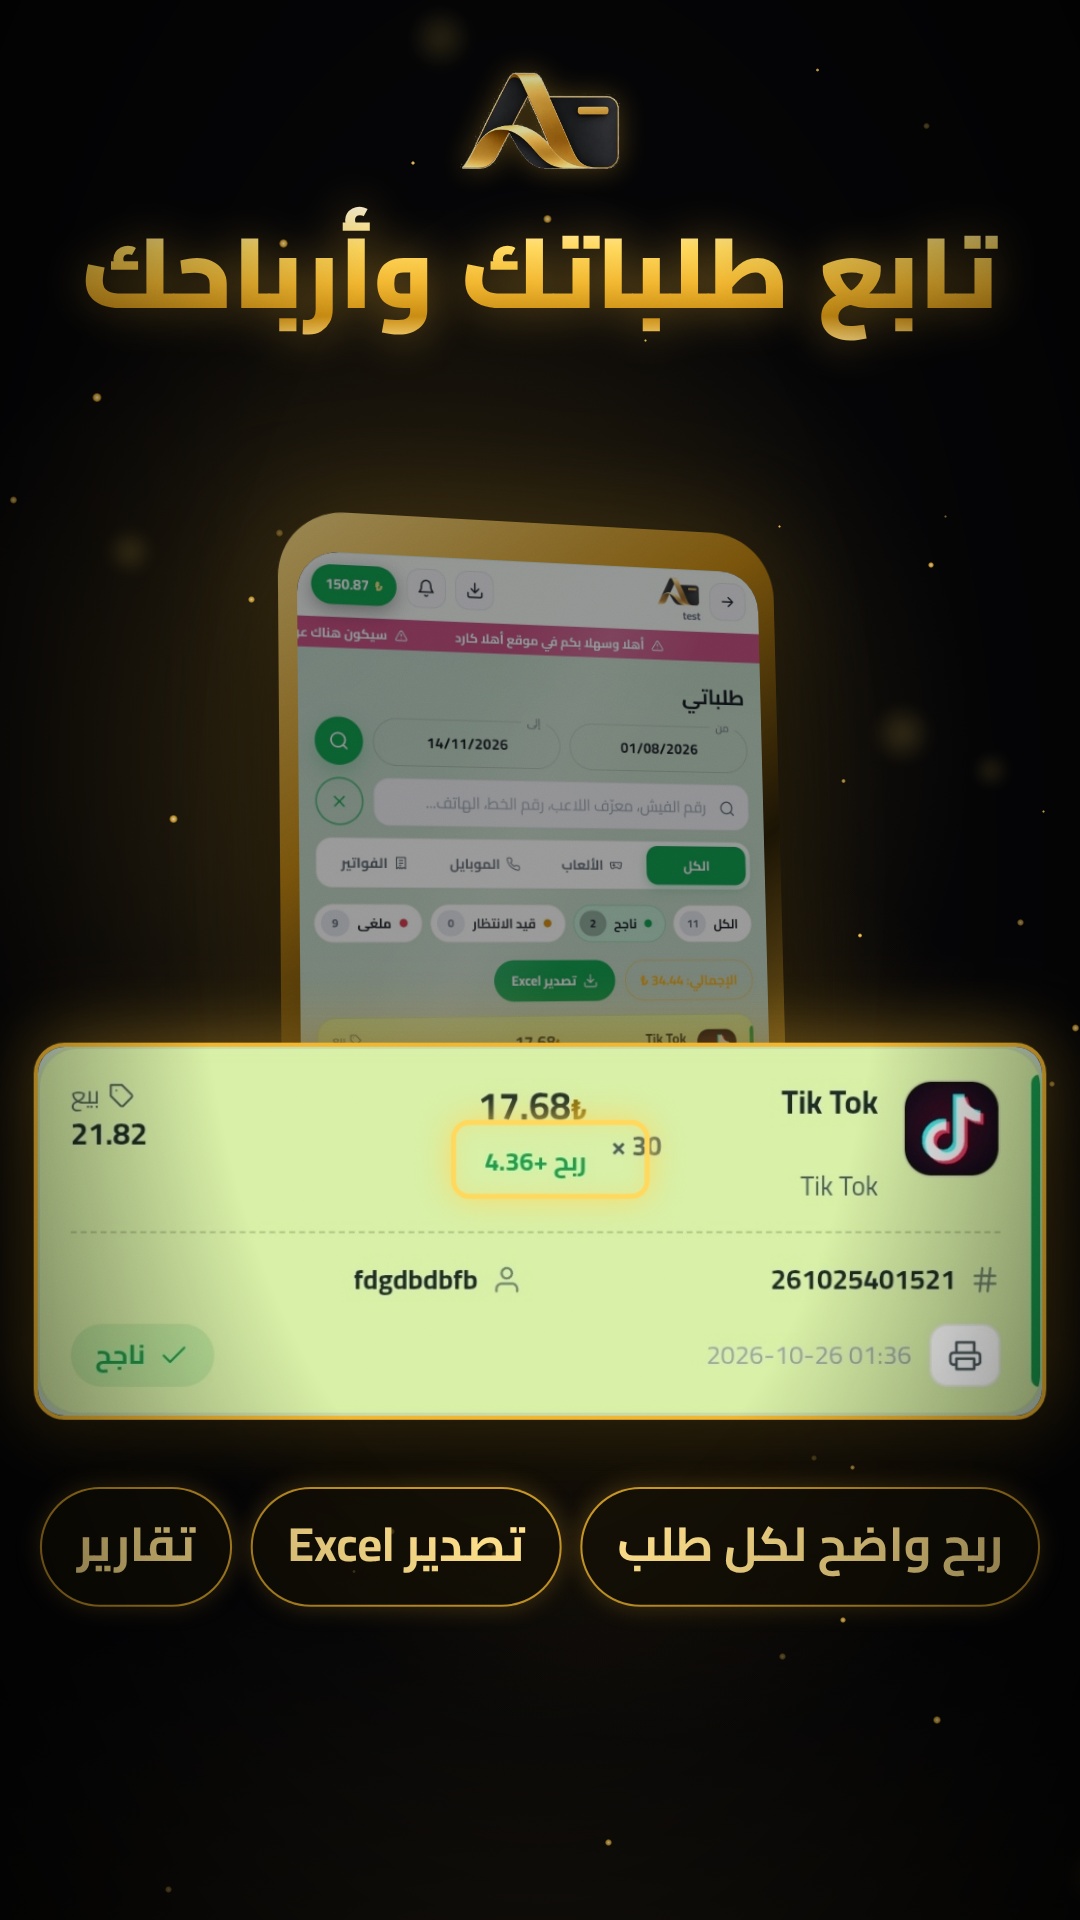 تابع طلباتك وأرباحك
150.87 ₺
test
أهلا وسهلا بكم في موقع أهلا كارد
سيكون هناك
طلباتي
من
01/08/2026
إلى
14/11/2026
رقم الفيش، معرّف اللاعب، رقم الخط، الهاتف...
الكل
الألعاب
الموبايل
الفواتير
الكل 11
ناجح 2
قيد الانتظار 0
ملغى 9
الإجمالي: 34.44 ₺
تصدير Excel
Tik Tok
17.68₺
بيع
Tik Tok
17.68₺
بيع
× 30
21.82
ربح +4.36
Tik Tok
261025401521
fdgdbdbfb
2026-10-26 01:36
ناجح
ربح واضح لكل طلب
تصدير Excel
تقارير